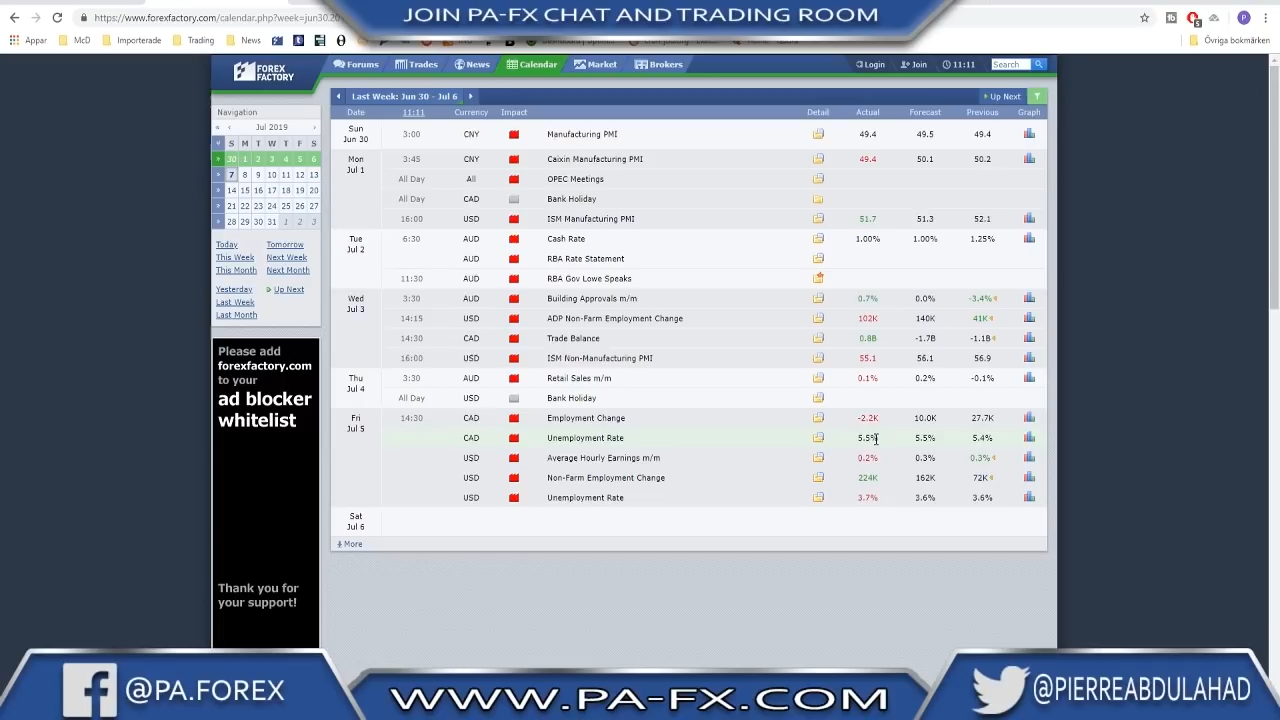 JOIN PA-FX CHAT AND TRADING ROOM
https://www.forexfactory.com/calendar.php?week=jun30.20
Appar McD Importerade Trading News Övriga bokmärken
FOREX FACTORY
Forums Trades News Calendar Market Brokers Login Join 11:11 Search
Navigation
« ‹ Jul 2019 ›
S M T W T F S
30 1 2 3 4 5 6
7 8 9 10 11 12 13
14 15 16 17 18 19 20
21 22 23 24 25 26 27
28 29 30 31 1 2 3
Today Tomorrow
This Week Next Week
This Month Next Month
Yesterday Up Next
Last Week
Last Month
Please add
forexfactory.com
to your
ad blocker
whitelist
Thank you for
your support!
Last Week: Jun 30 - Jul 6 Up Next
Date 11:11 Currency Impact Detail Actual Forecast Previous Graph
Sun Jun 30 3:00 CNY Manufacturing PMI 49.4 49.5 49.4
Mon Jul 1 3:45 CNY Caixin Manufacturing PMI 49.4 50.1 50.2
All Day All OPEC Meetings
All Day CAD Bank Holiday
16:00 USD ISM Manufacturing PMI 51.7 51.3 52.1
Tue Jul 2 6:30 AUD Cash Rate 1.00% 1.00% 1.25%
AUD RBA Rate Statement
11:30 AUD RBA Gov Lowe Speaks
Wed Jul 3 3:30 AUD Building Approvals m/m 0.7% 0.0% -3.4%
14:15 USD ADP Non-Farm Employment Change 102K 140K 41K
14:30 CAD Trade Balance 0.8B -1.7B -1.1B
16:00 USD ISM Non-Manufacturing PMI 55.1 56.1 56.9
Thu Jul 4 3:30 AUD Retail Sales m/m 0.1% 0.2% -0.1%
All Day USD Bank Holiday
Fri Jul 5 14:30 CAD Employment Change -2.2K 10.0K 27.7K
CAD Unemployment Rate 5.5% 5.5% 5.4%
USD Average Hourly Earnings m/m 0.2% 0.3% 0.3%
USD Non-Farm Employment Change 224K 162K 72K
USD Unemployment Rate 3.7% 3.6% 3.6%
Sat Jul 6
More
@PA.FOREX
WWW.PA-FX.COM
@PIERREABDULAHAD